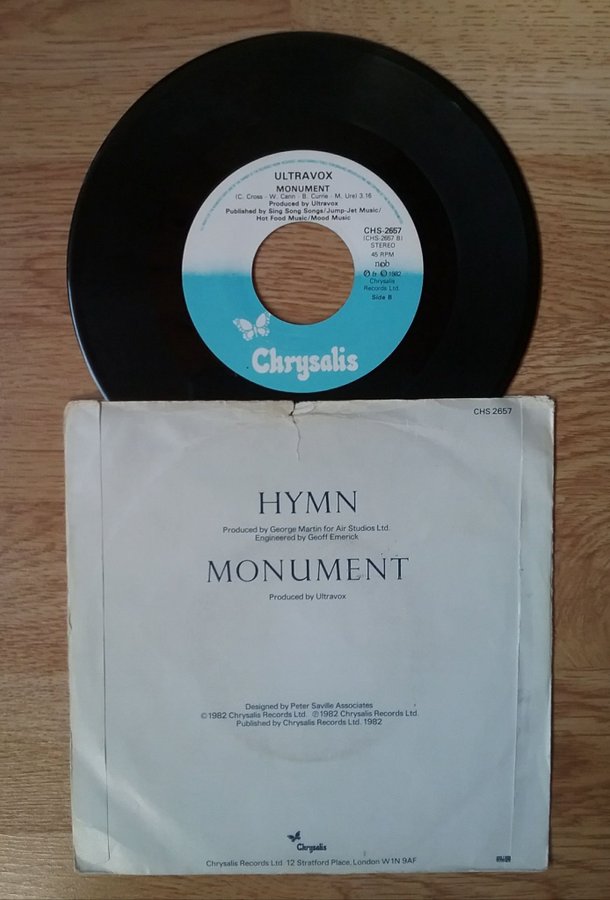 ULTRAVOX
MONUMENT
(C. Cross - W. Cann - B. Currie - M. Ure) 3.16
Produced by Ultravox
Published by Sing Song Songs/Jump-Jet Music/
Hot Food Music/Mood Music
CHS-2657
(CHS-2657 B)
STEREO
45 RPM
ncb
℗ & © 1982
Chrysalis
Records Ltd.
Side B
Chrysalis
CHS 2657
HYMN
Produced by George Martin for Air Studios Ltd.
Engineered by Geoff Emerick
MONUMENT
Produced by Ultravox
Designed by Peter Saville Associates
©1982 Chrysalis Records Ltd. ℗1982 Chrysalis Records Ltd.
Published by Chrysalis Records Ltd. 1982
Chrysalis
Chrysalis Records Ltd 12 Stratford Place, London W1N 9AF